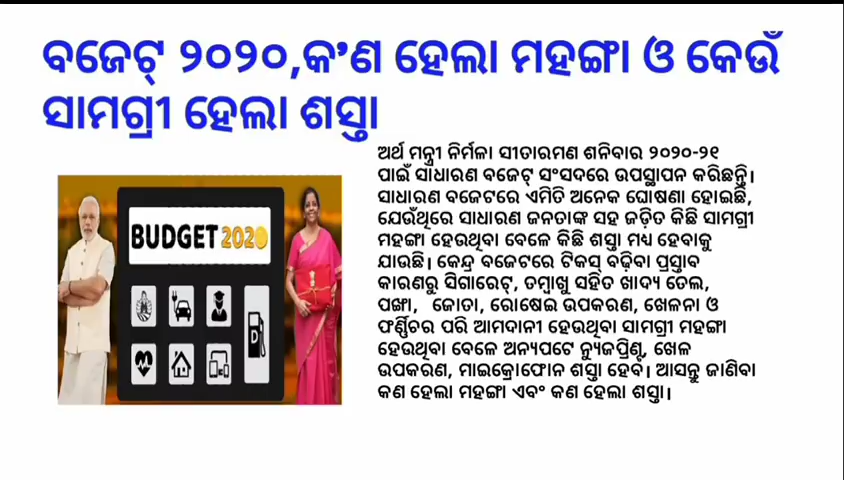 ବଜେଟ୍ ୨୦୨୦,କ’ଣ ହେଲା ମହଙ୍ଗା ଓ କେଉଁ
ସାମଗ୍ରୀ ହେଲା ଶସ୍ତା
ଅର୍ଥ ମନ୍ତ୍ରୀ ନିର୍ମଳା ସୀତାରମଣ ଶନିବାର ୨୦୨୦-୨୧
ପାଇଁ ସାଧାରଣ ବଜେଟ୍ ସଂସଦରେ ଉପସ୍ଥାପନ କରିଛନ୍ତି।
ସାଧାରଣ ବଜେଟରେ ଏମିତି ଅନେକ ଘୋଷଣା ହୋଇଛି,
ଯେଉଁଥିରେ ସାଧାରଣ ଜନତାଙ୍କ ସହ ଜଡ଼ିତ କିଛି ସାମଗ୍ରୀ
ମହଙ୍ଗା ହେଉଥିବା ବେଳେ କିଛି ଶସ୍ତା ମଧ୍ୟ ହେବାକୁ
ଯାଉଛି। କେନ୍ଦ୍ର ବଜେଟରେ ଟିକସ ବଢ଼ିବା ପ୍ରସ୍ତାବ
କାରଣରୁ ସିଗାରେଟ୍, ତମ୍ବାଖୁ ସହିତ ଖାଦ୍ୟ ତେଲ,
ପଙ୍ଖା, ଜୋତା, ରୋଷେଇ ଉପକରଣ, ଖେଳନା ଓ
ଫର୍ଣ୍ଣିଚର ପରି ଆମଦାନୀ ହେଉଥିବା ସାମଗ୍ରୀ ମହଙ୍ଗା
ହେଉଥିବା ବେଳେ ଅନ୍ୟପଟେ ନ୍ୟୁଜପ୍ରିଣ୍ଟ, ଖେଳ
ଉପକରଣ, ମାଇକ୍ରୋଫୋନ ଶସ୍ତା ହେବ। ଆସନ୍ତୁ ଜାଣିବା
କଣ ହେଲା ମହଙ୍ଗା ଏବଂ କଣ ହେଲା ଶସ୍ତା।
BUDGET 2020
D